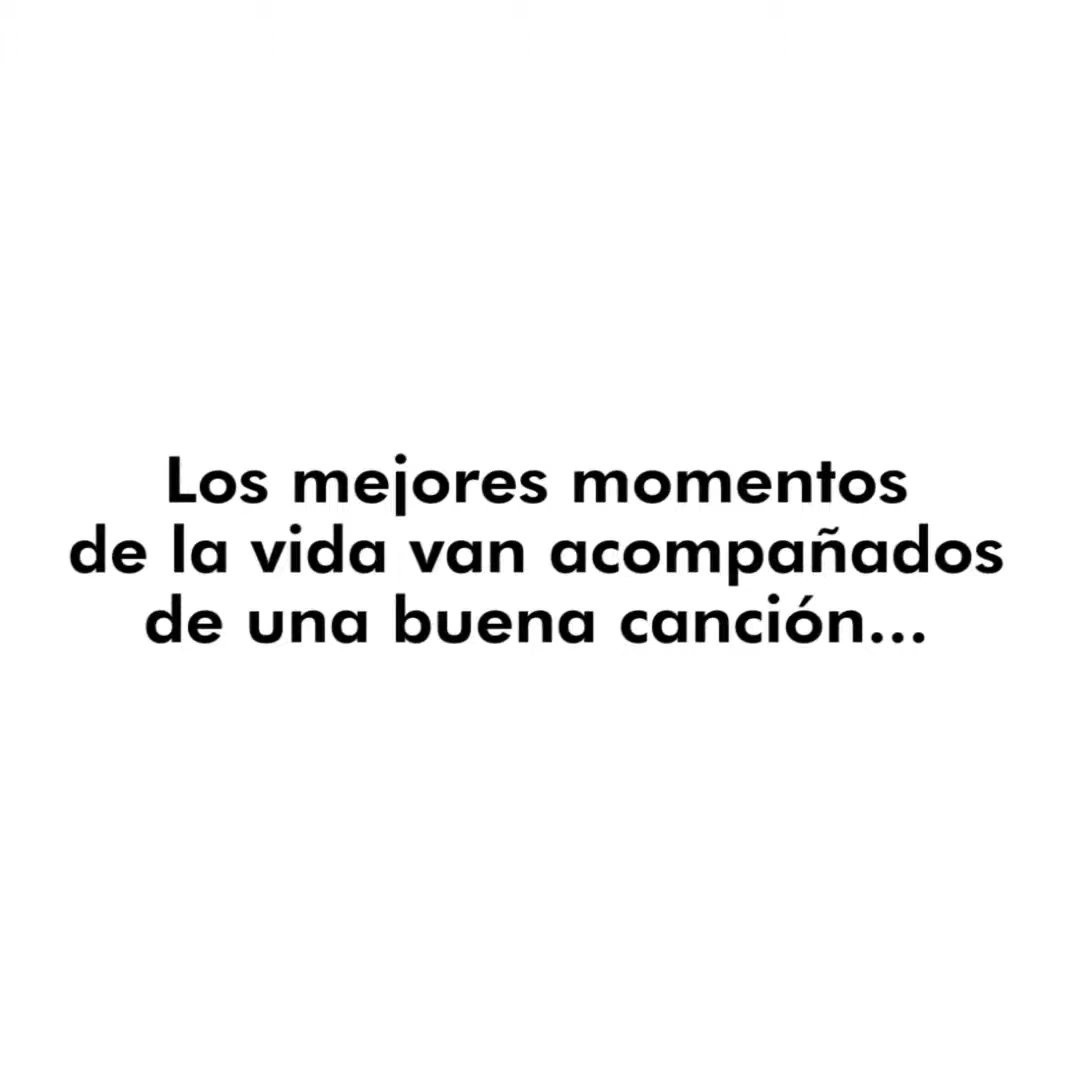 Los mejores momentos
de la vida van acompañados
de una buena canción...